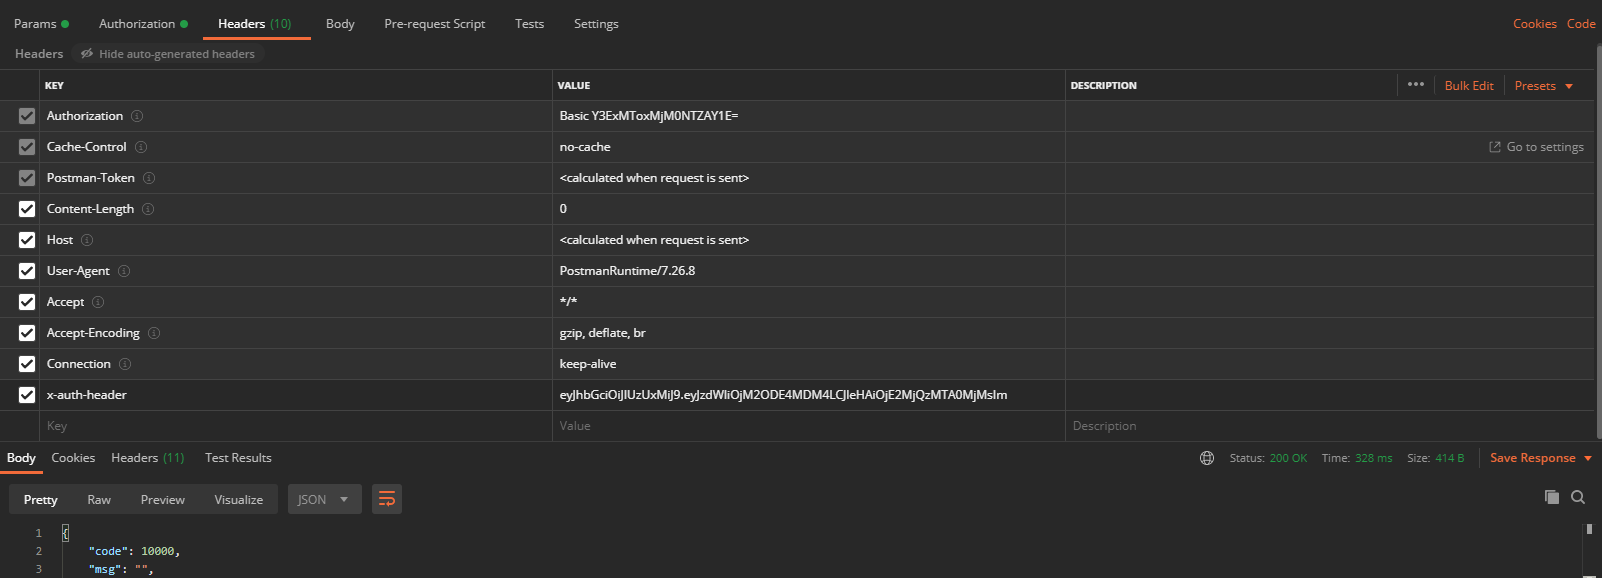 Params Authorization Headers (10) Body Pre-request Script Tests Settings Cookies Code
Headers Hide auto-generated headers
KEY VALUE DESCRIPTION ••• Bulk Edit Presets
Authorization Basic Y3ExMToxMjM0NTZAY1E=
Cache-Control no-cache Go to settings
Postman-Token <calculated when request is sent>
Content-Length 0
Host <calculated when request is sent>
User-Agent PostmanRuntime/7.26.8
Accept */*
Accept-Encoding gzip, deflate, br
Connection keep-alive
x-auth-header eyJhbGciOiJIUzUxMiJ9.eyJzdWIiOjM2ODE4MDM4LCJleHAiOjE2MjQzMTA0MjMsIm
Key Value Description
Body Cookies Headers (11) Test Results Status: 200 OK Time: 328 ms Size: 414 B Save Response
Pretty Raw Preview Visualize JSON
1 {
2 "code": 10000,
3 "msg": "",